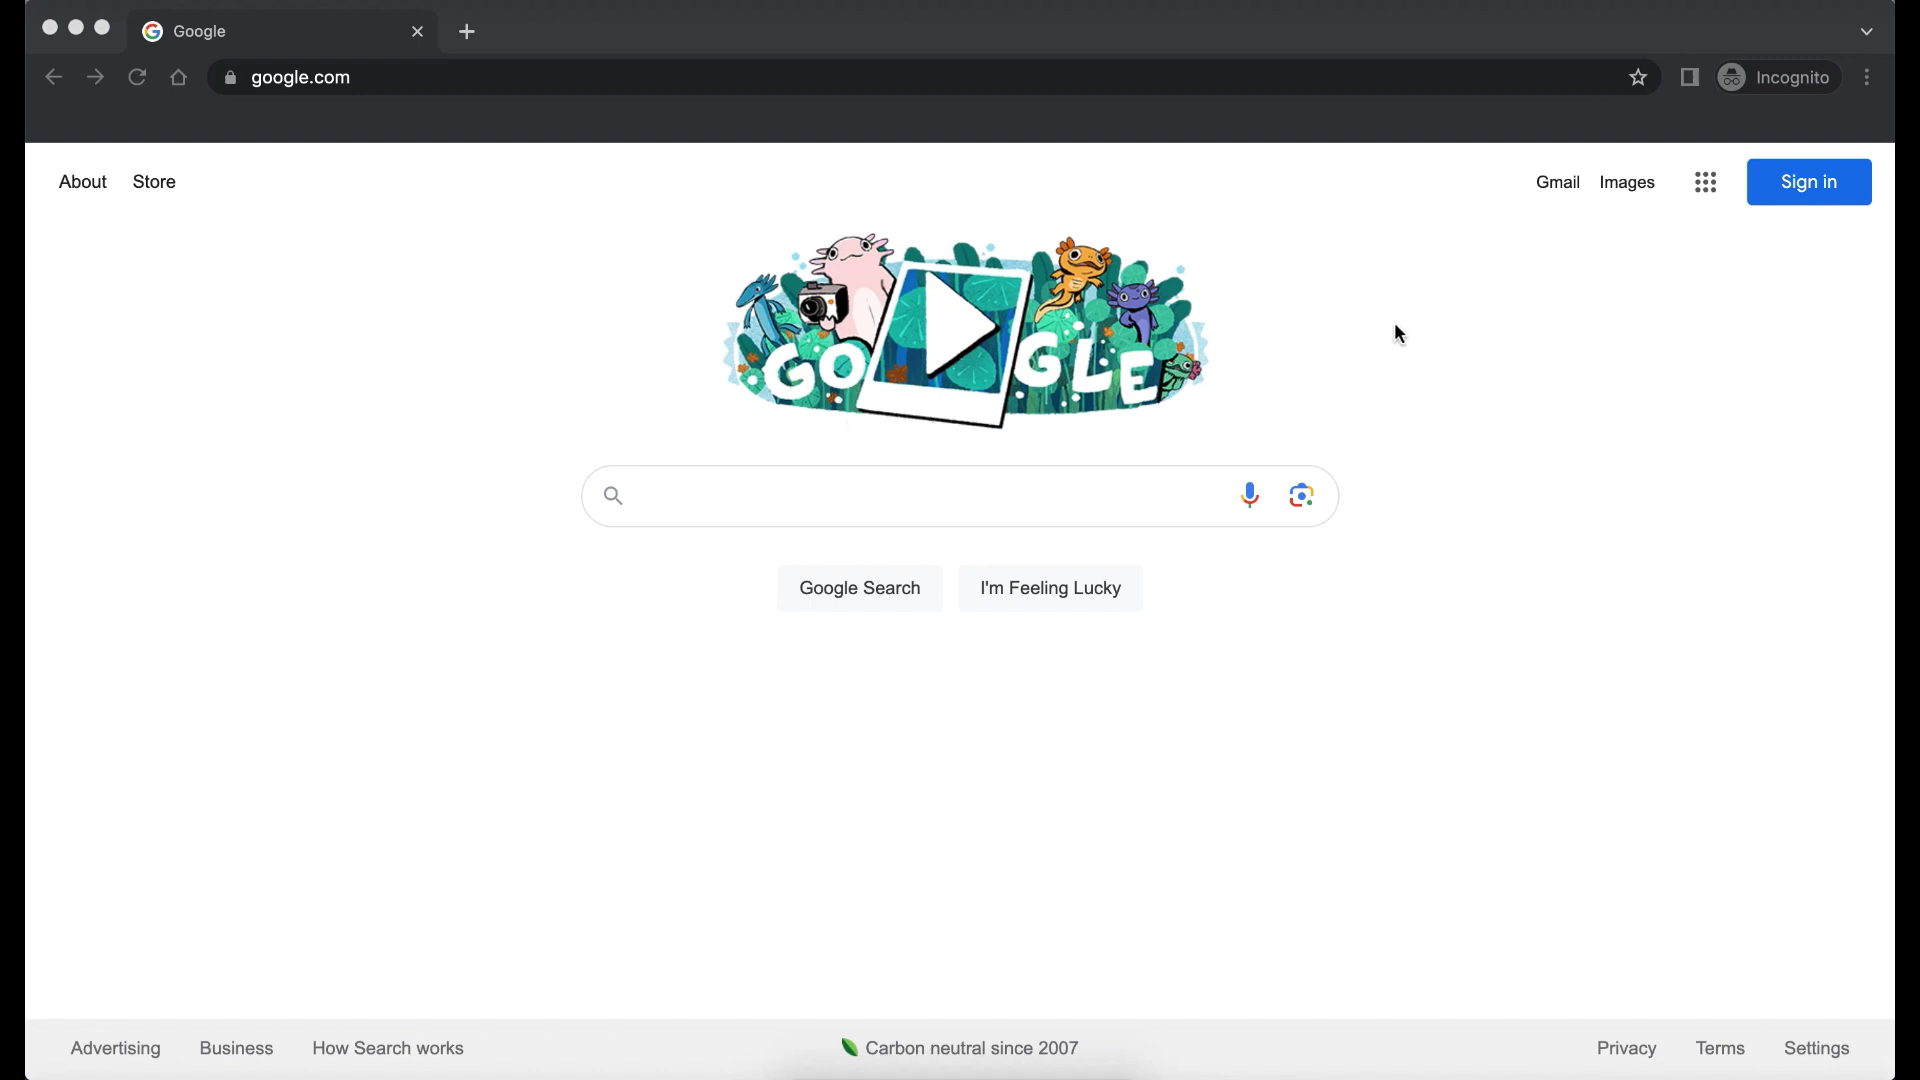 Google
google.com
Incognito
About Store
Gmail Images Sign in
GOOGLE
Google Search I'm Feeling Lucky
Advertising Business How Search works
Carbon neutral since 2007
Privacy Terms Settings